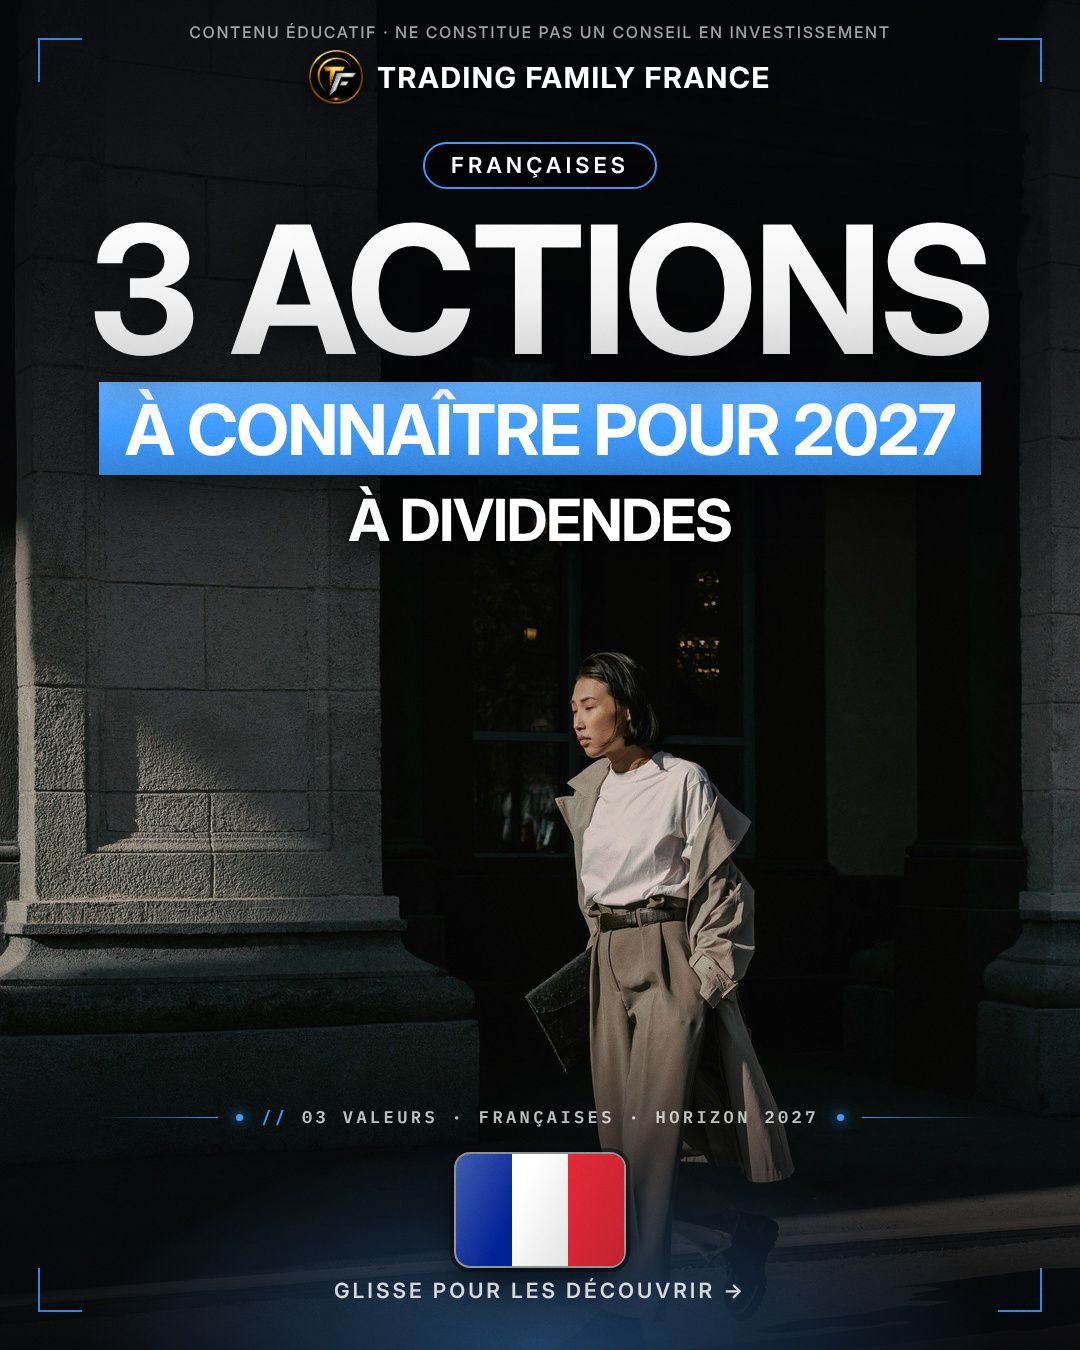 CONTENU ÉDUCATIF · NE CONSTITUE PAS UN CONSEIL EN INVESTISSEMENT
TF TRADING FAMILY FRANCE
FRANÇAISES
3 ACTIONS
À CONNAÎTRE POUR 2027
À DIVIDENDES
// 03 VALEURS · FRANÇAISES · HORIZON 2027
GLISSE POUR LES DÉCOUVRIR →